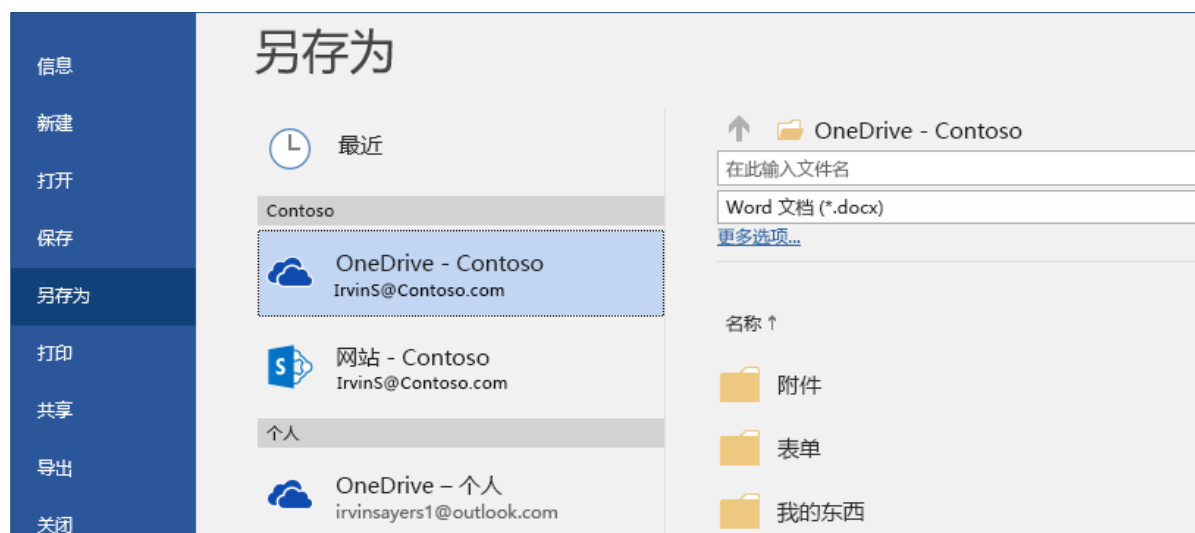 信息
新建
打开
保存
另存为
打印
共享
导出
关闭
另存为
最近
Contoso
OneDrive - Contoso
IrvinS@Contoso.com
网站 - Contoso
IrvinS@Contoso.com
个人
OneDrive – 个人
irvinsayers1@outlook.com
OneDrive - Contoso
在此输入文件名
Word 文档 (*.docx)
更多选项...
名称 ↑
附件
表单
我的东西